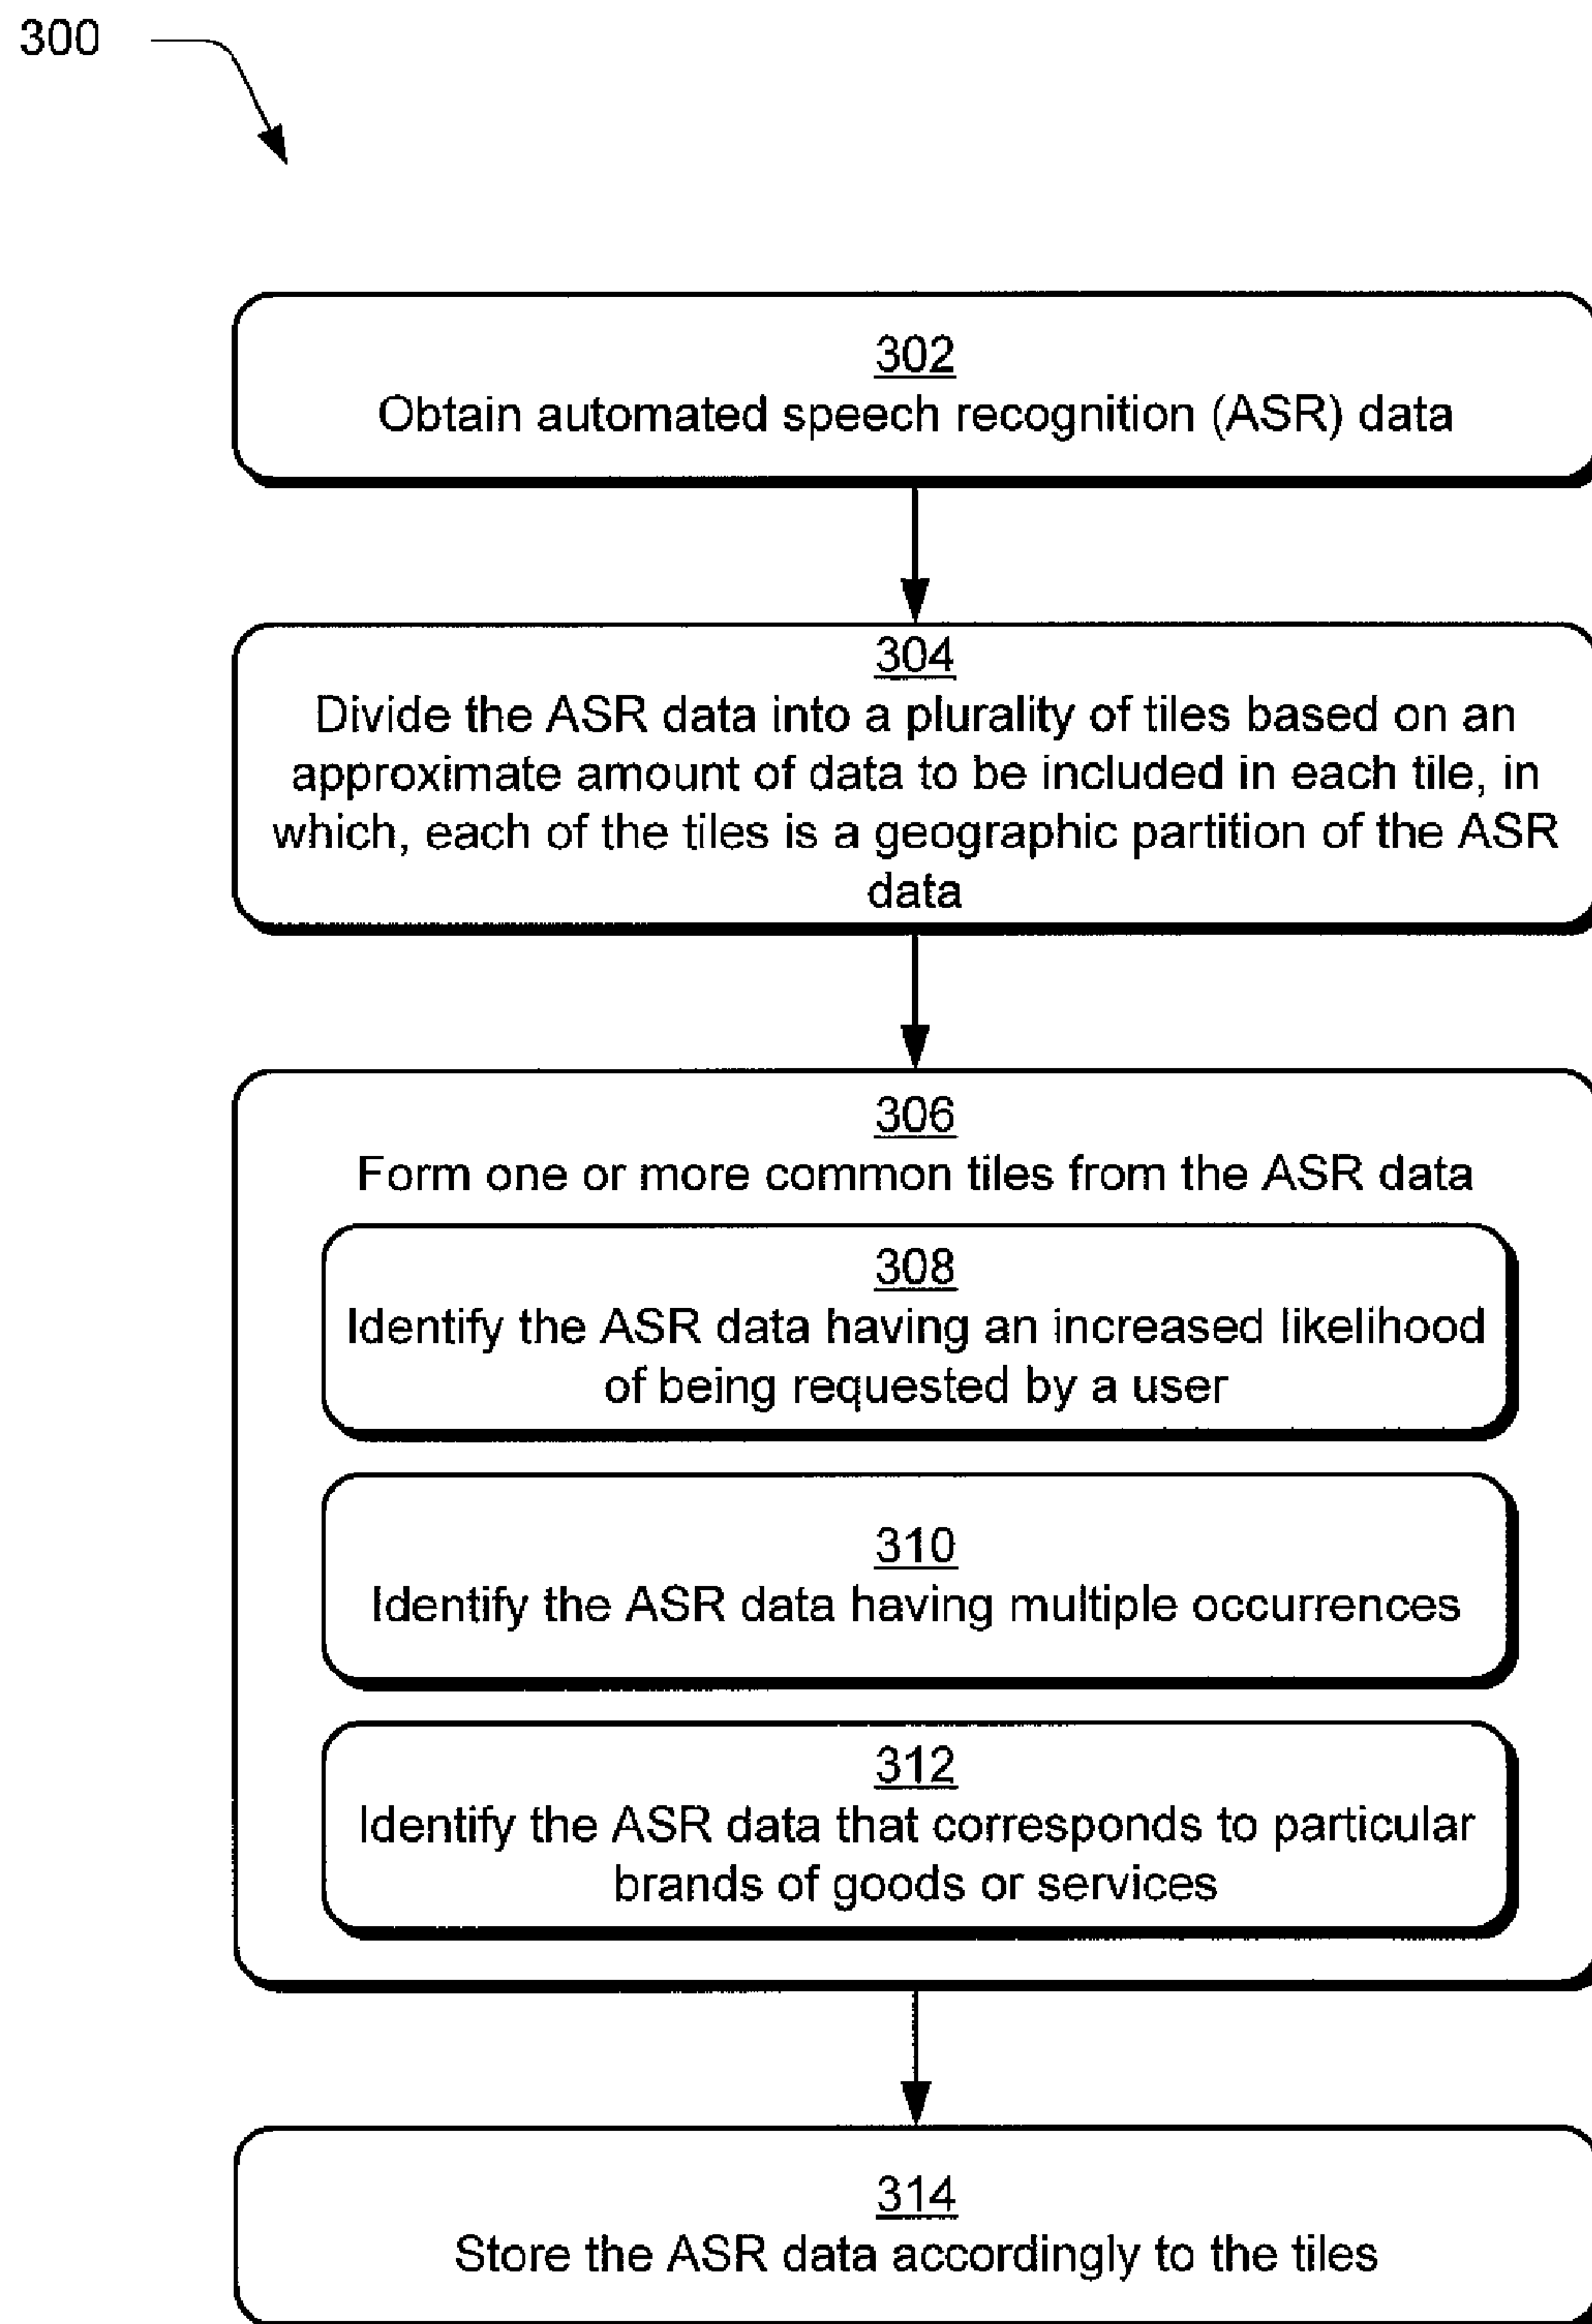 300
302
Obtain automated speech recognition (ASR) data
304
Divide the ASR data into a plurality of tiles based on an
approximate amount of data to be included in each tile, in
which, each of the tiles is a geographic partition of the ASR
data
306
Form one or more common tiles from the ASR data
308
Identify the ASR data having an increased likelihood
of being requested by a user
310
Identify the ASR data having multiple occurrences
312
Identify the ASR data that corresponds to particular
brands of goods or services
314
Store the ASR data accordingly to the tiles